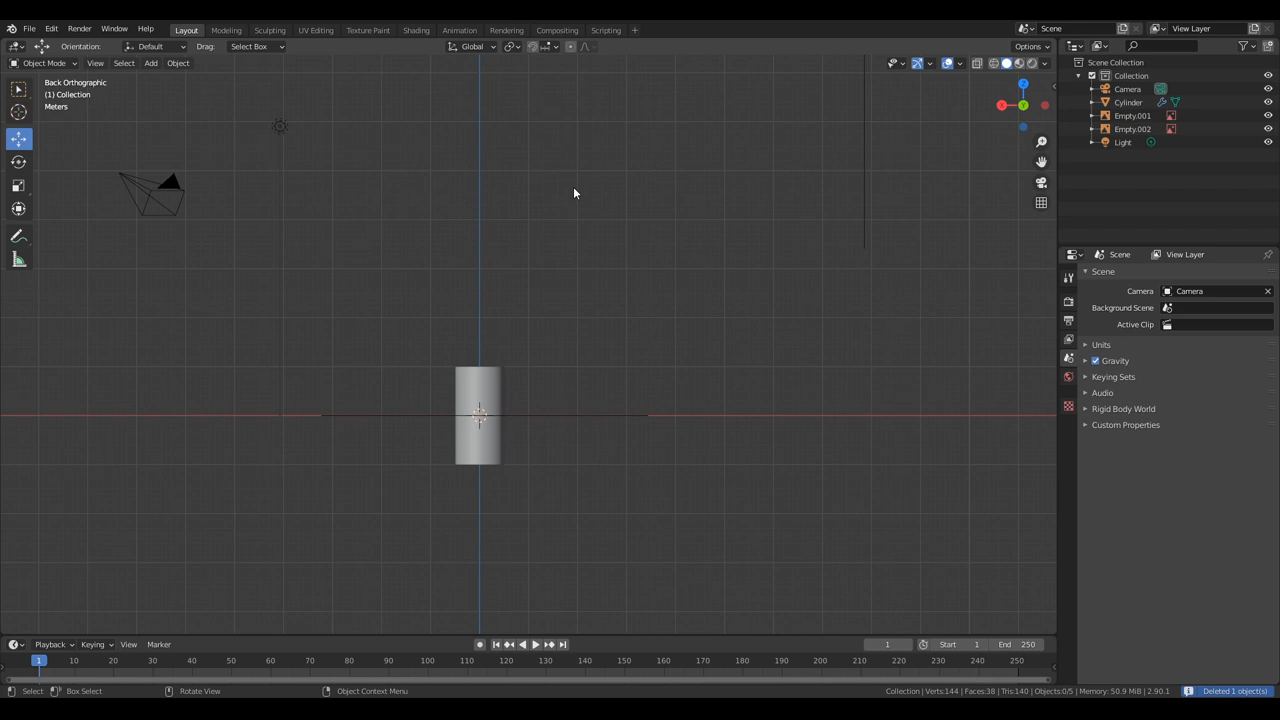 File Edit Render Window Help Layout Modeling Sculpting UV Editing Texture Paint Shading Animation Rendering Compositing Scripting + Scene View Layer
Orientation: Default Drag: Select Box Global Options
Object Mode View Select Add Object
Back Orthographic
(1) Collection
Meters
X
Y
Z
Scene Collection
Collection
Camera
Cylinder
Empty.001
Empty.002
Light
Scene View Layer
Scene
Camera Camera
Background Scene
Active Clip
Units
Gravity
Keying Sets
Audio
Rigid Body World
Custom Properties
Playback Keying View Marker 1 Start 1 End 250
1 10 20 30 40 50 60 70 80 90 100 110 120 130 140 150 160 170 180 190 200 210 220 230 240 250
Select Box Select Rotate View Object Context Menu Collection | Verts:144 | Faces:38 | Tris:140 | Objects:0/5 | Memory: 50.9 MiB | 2.90.1 Deleted 1 object(s)